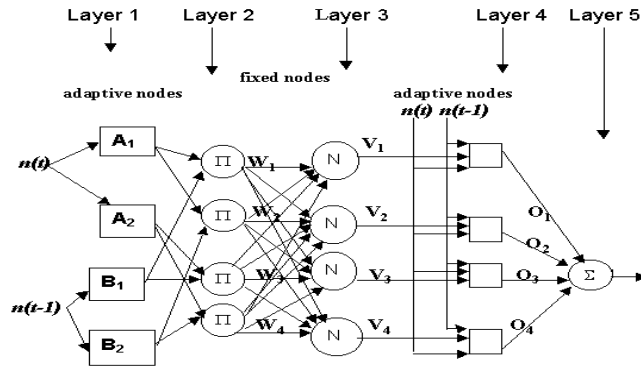 Layer 1 Layer 2 Layer 3 Layer 4 Layer 5
fixed nodes
adaptive nodes adaptive nodes
n(t) n(t-1)
A1 Π W1 N V1
n(t)
A2 Π W2 N V2 O1
O2
B1 Π W3 N V3 O3 Σ
n(t-1)
B2 Π W4 N V4 O4